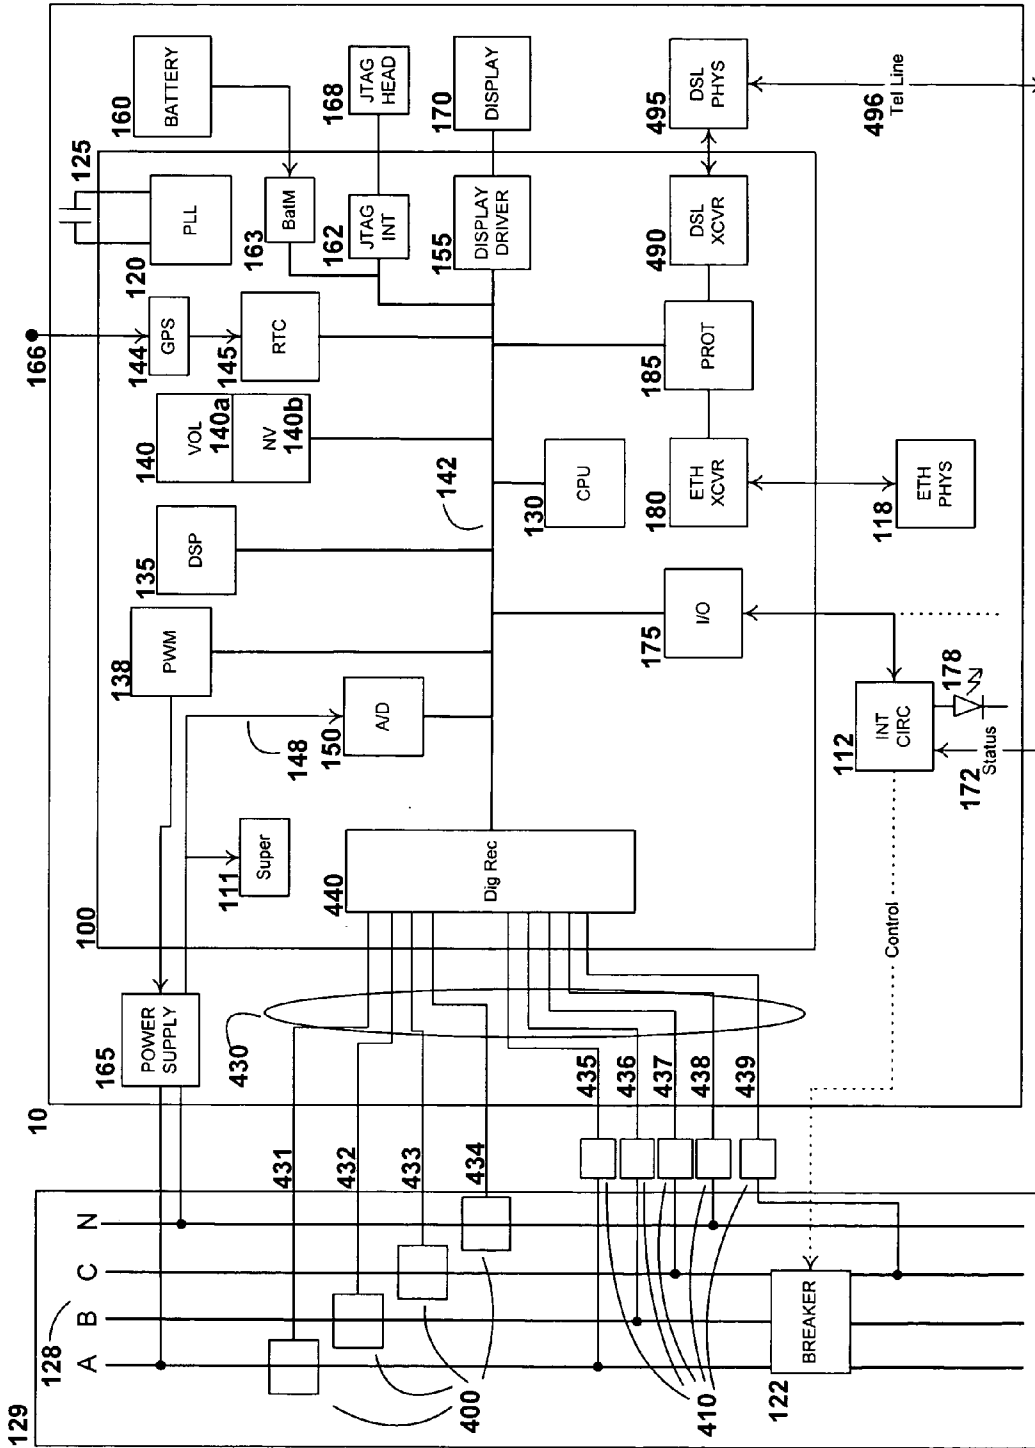 129
128
A B C N
10
165
POWER SUPPLY
100
111
Super
138
PWM
135
DSP
140
VOL
140a
NV
140b
166
144
GPS
145
RTC
120
PLL
125
163
BatM
160
BATTERY
162
JTAG INT
168
JTAG HEAD
155
DISPLAY DRIVER
170
DISPLAY
148
150
A/D
142
130
CPU
440
Dig Rec
430
431
432
433
434
435
436
437
438
439
400
410
122
BREAKER
Control
175
I/O
180
ETH XCVR
185
PROT
490
DSL XCVR
495
DSL PHYS
496
Tel Line
118
ETH PHYS
112
INT CIRC
178
172
Status